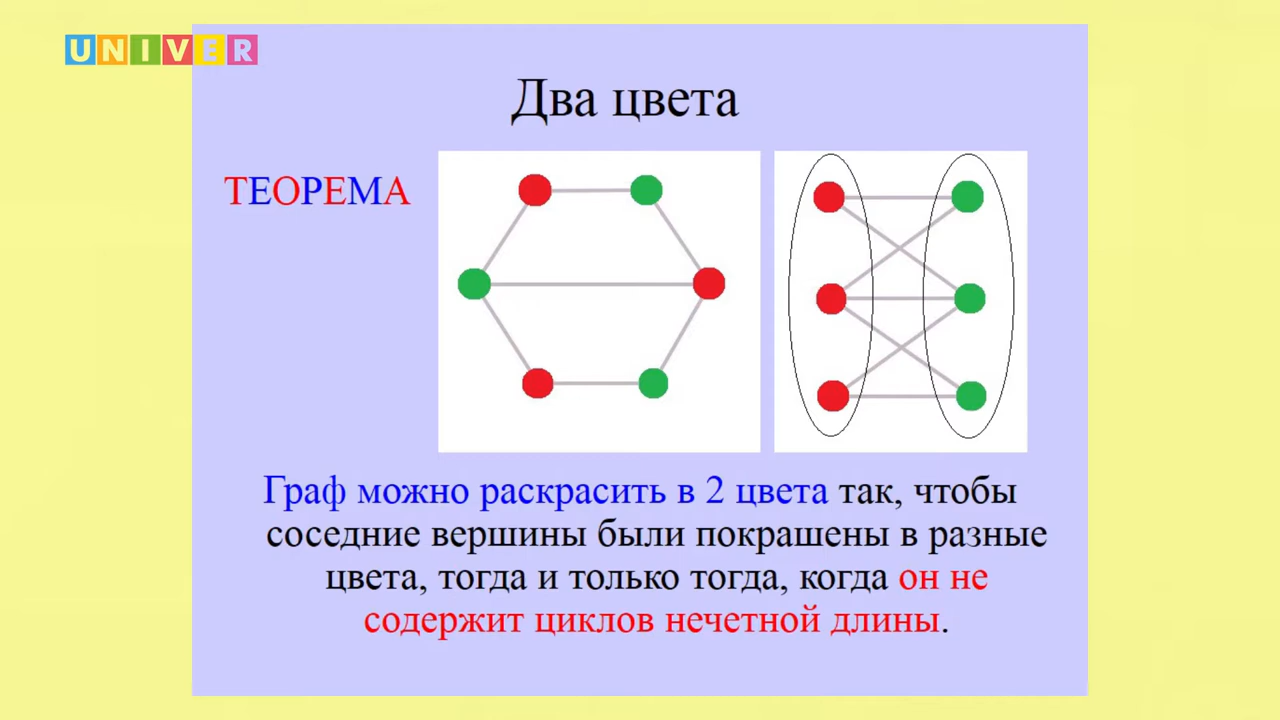 UNIVER
Два цвета
ТЕОРЕМА
Граф можно раскрасить в 2 цвета так, чтобы
соседние вершины были покрашены в разные
цвета, тогда и только тогда, когда он не
содержит циклов нечетной длины.